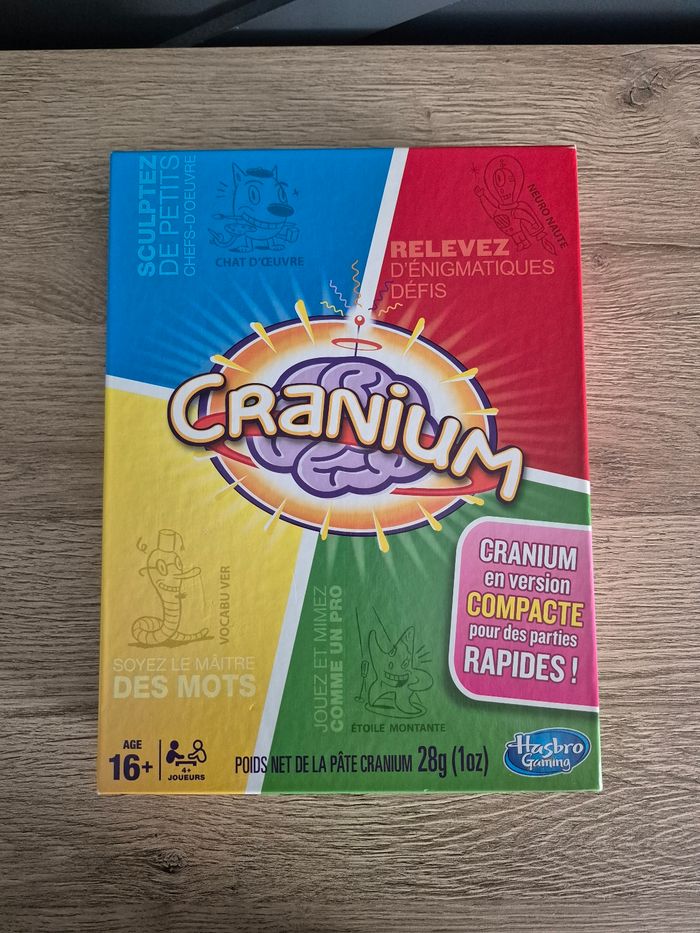 SCULPTEZ
DE PETITS
CHEFS-D'ŒUVRE
CHAT D'ŒUVRE
NEURO NAUTE
RELEVEZ
D'ÉNIGMATIQUES
DÉFIS
CRANIUM
CRANIUM
en version
COMPACTE
pour des parties
RAPIDES !
VOCABU VER
SOYEZ LE MAÎTRE
DES MOTS
JOUEZ ET MIMEZ
COMME UN PRO
ÉTOILE MONTANTE
AGE
16+
4+
JOUEURS
POIDS NET DE LA PÂTE CRANIUM 28g (1oz)
Hasbro
Gaming